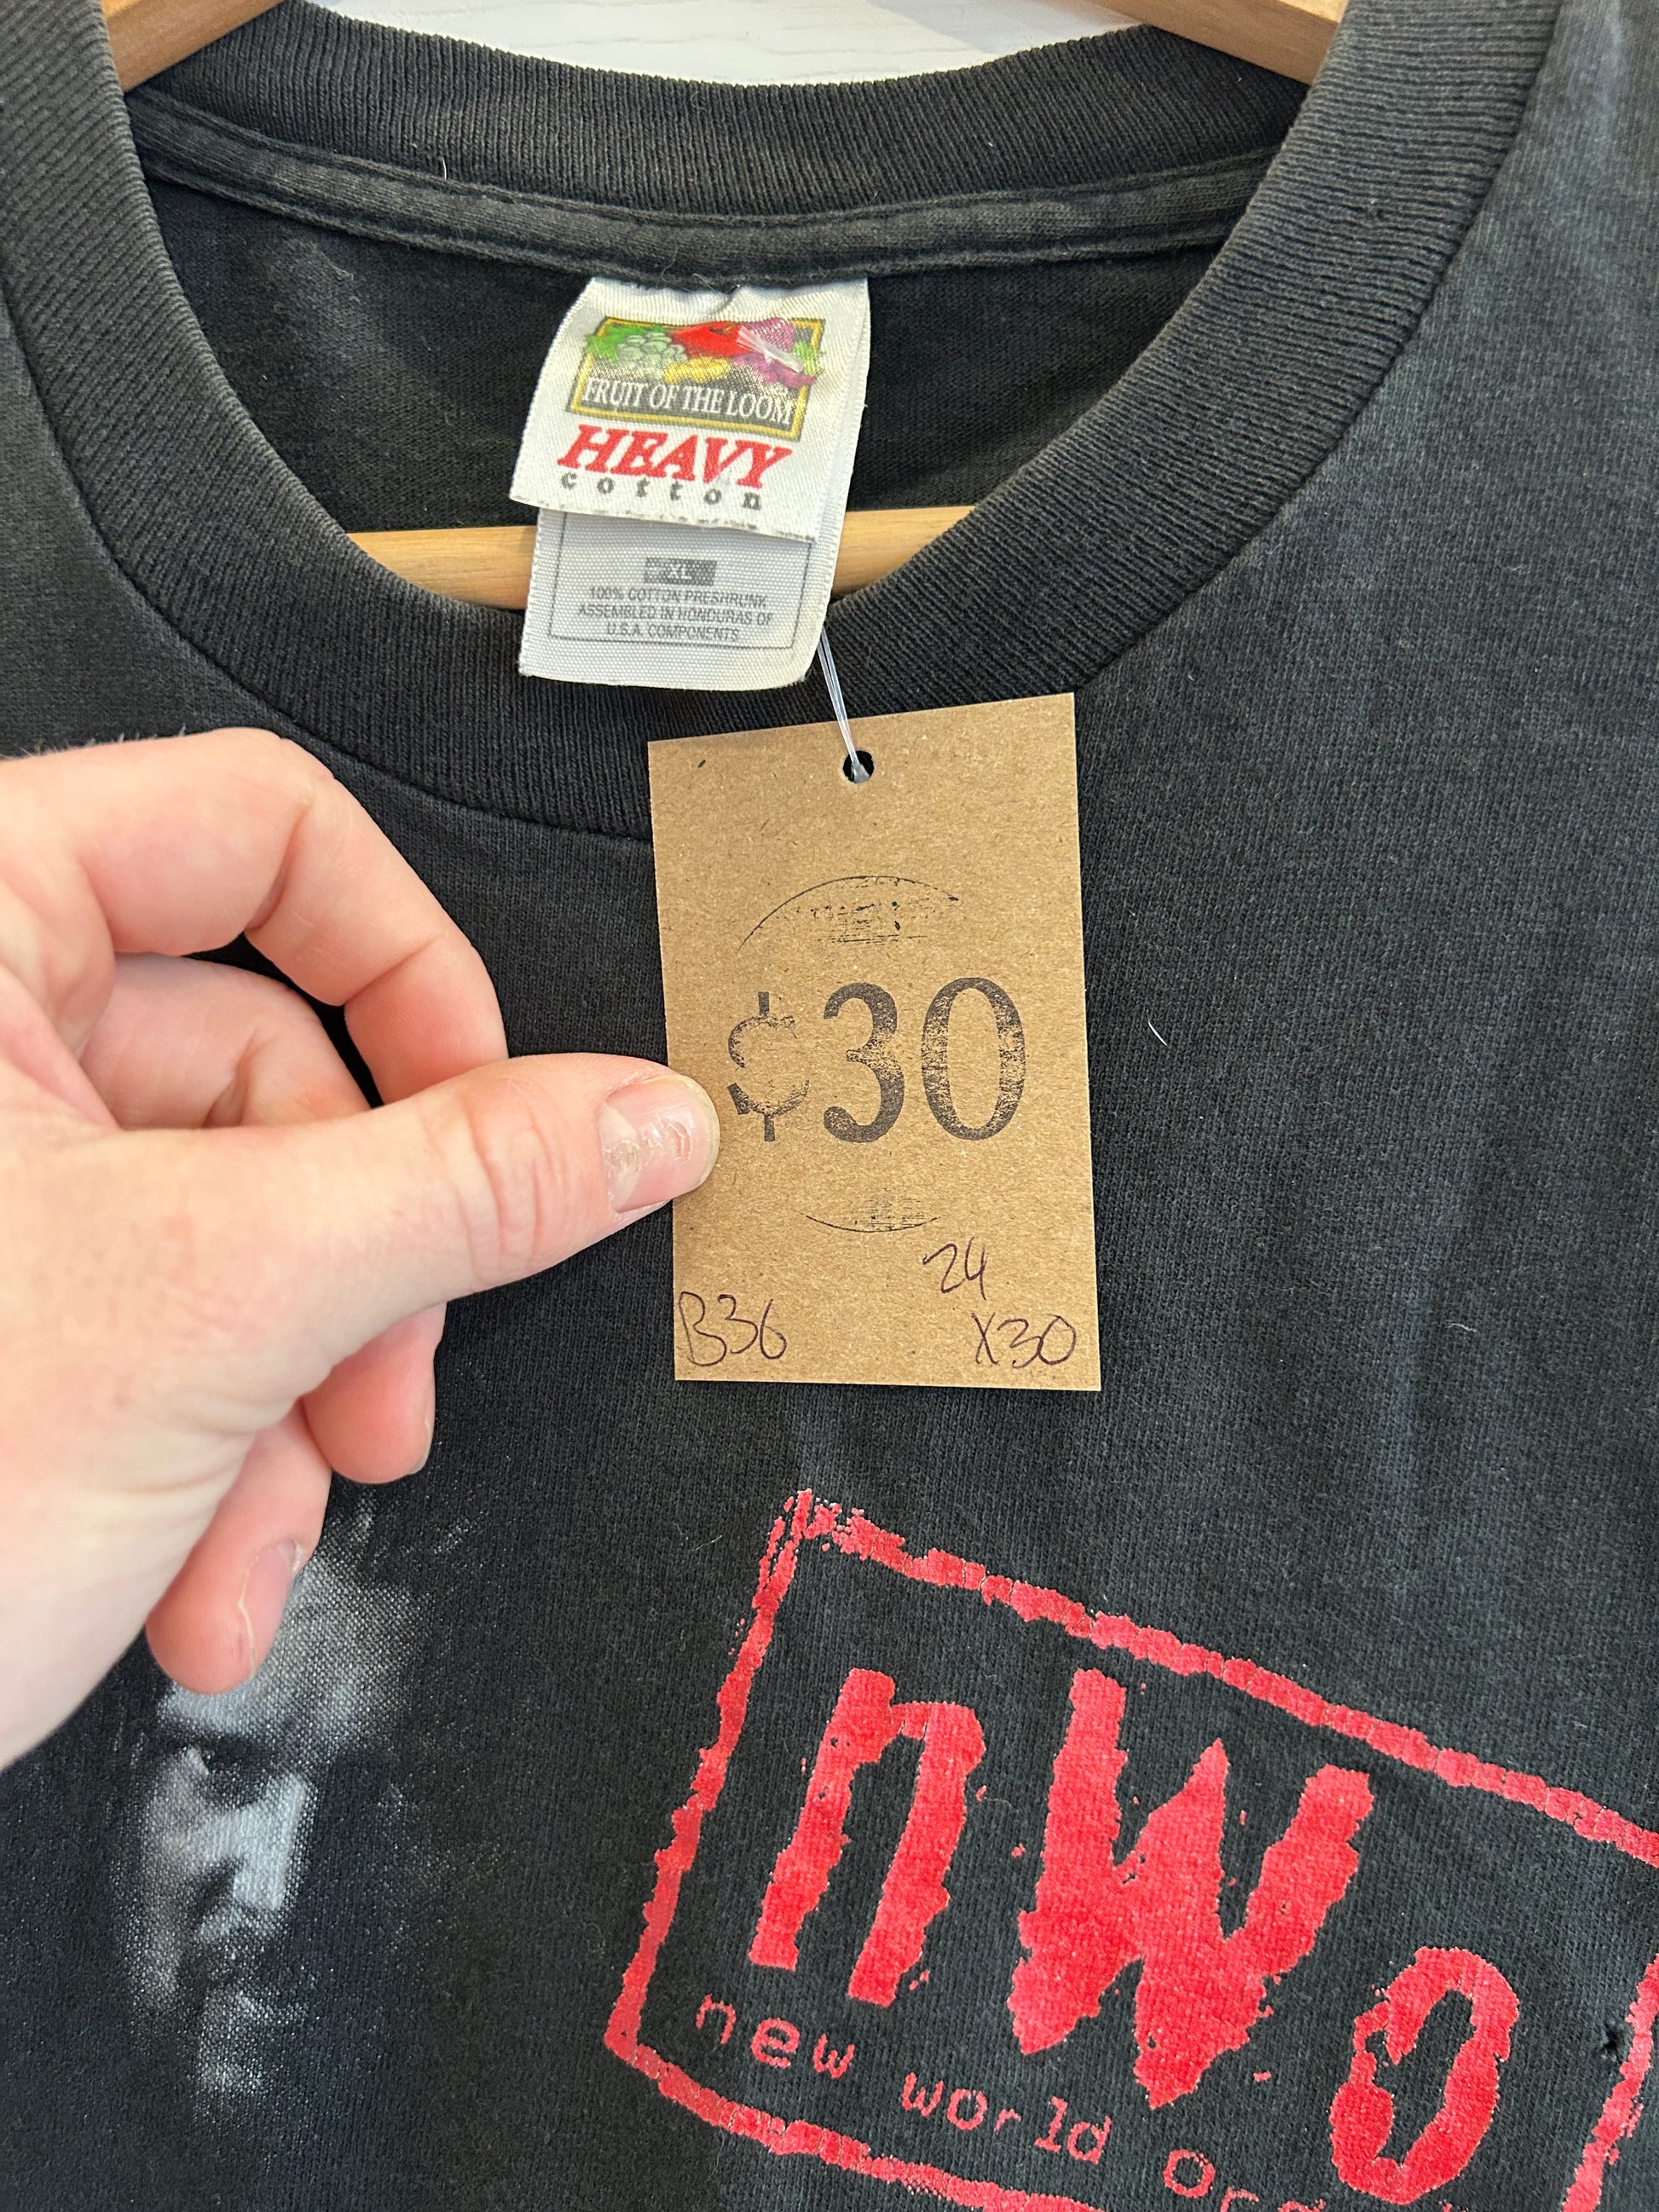 FRUIT OF THE LOOM
HEAVY
cotton
XL
100% COTTON PRESHRUNK
ASSEMBLED IN HONDURAS OF
U.S.A. COMPONENTS
$30
24
B36 X30
nWo
new world